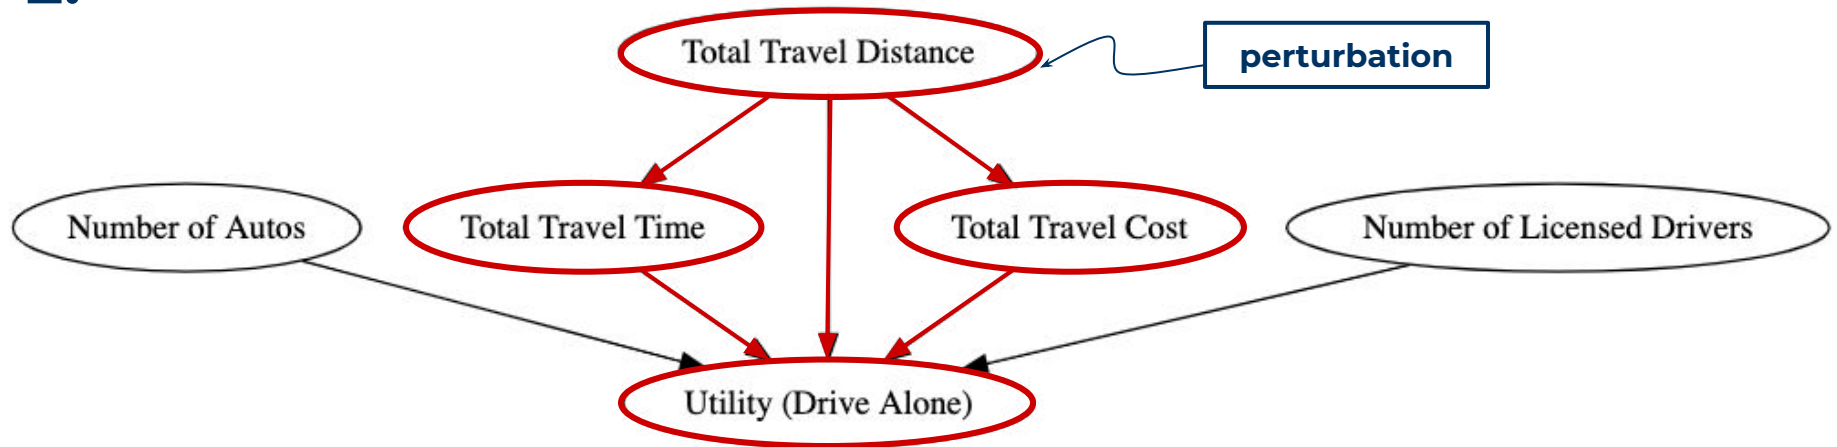 Total Travel Distance
perturbation
Number of Autos
Total Travel Time
Total Travel Cost
Number of Licensed Drivers
Utility (Drive Alone)